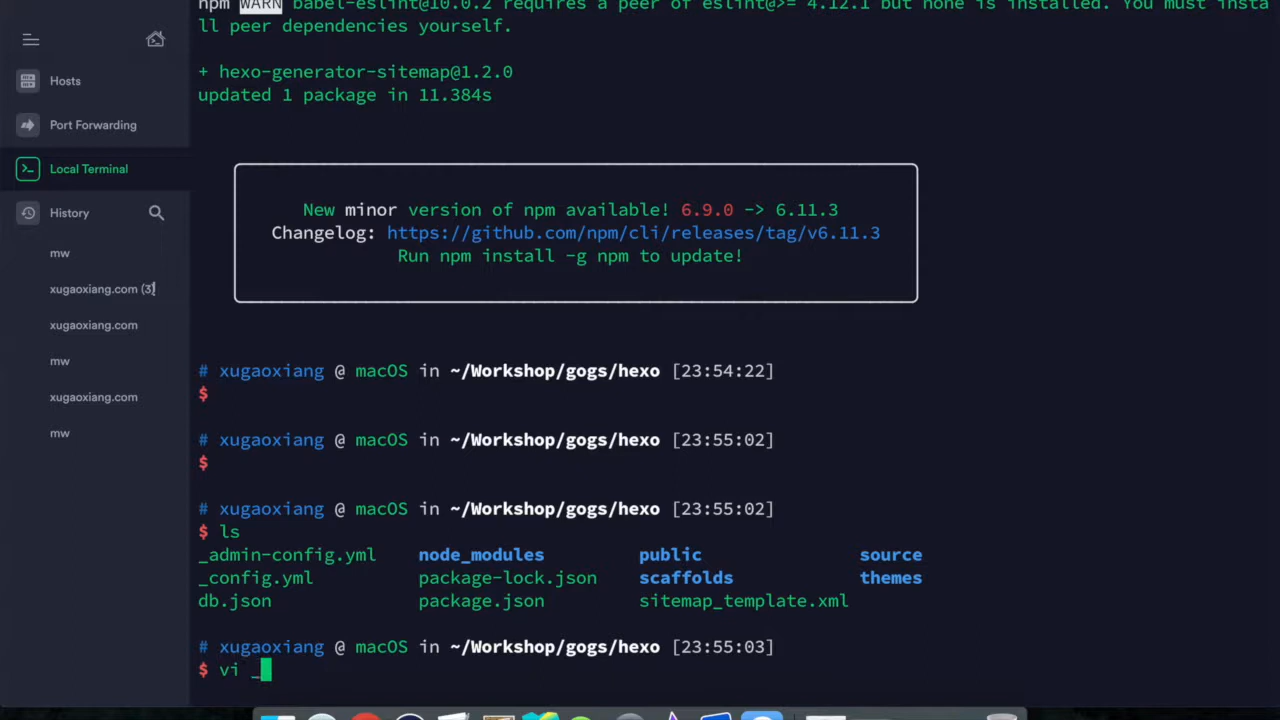 npm WARN babel-eslint@10.0.2 requires a peer of eslint@>= 4.12.1 but none is installed. You must insta
ll peer dependencies yourself.
+ hexo-generator-sitemap@1.2.0
updated 1 package in 11.384s
New minor version of npm available! 6.9.0 -> 6.11.3
Changelog: https://github.com/npm/cli/releases/tag/v6.11.3
Run npm install -g npm to update!
# xugaoxiang @ macOS in ~/Workshop/gogs/hexo [23:54:22]
$
# xugaoxiang @ macOS in ~/Workshop/gogs/hexo [23:55:02]
$
# xugaoxiang @ macOS in ~/Workshop/gogs/hexo [23:55:02]
$ ls
_admin-config.yml node_modules public source
_config.yml package-lock.json scaffolds themes
db.json package.json sitemap_template.xml
# xugaoxiang @ macOS in ~/Workshop/gogs/hexo [23:55:03]
$ vi _
Hosts
Port Forwarding
Local Terminal
History
mw
xugaoxiang.com (3)
xugaoxiang.com
mw
xugaoxiang.com
mw